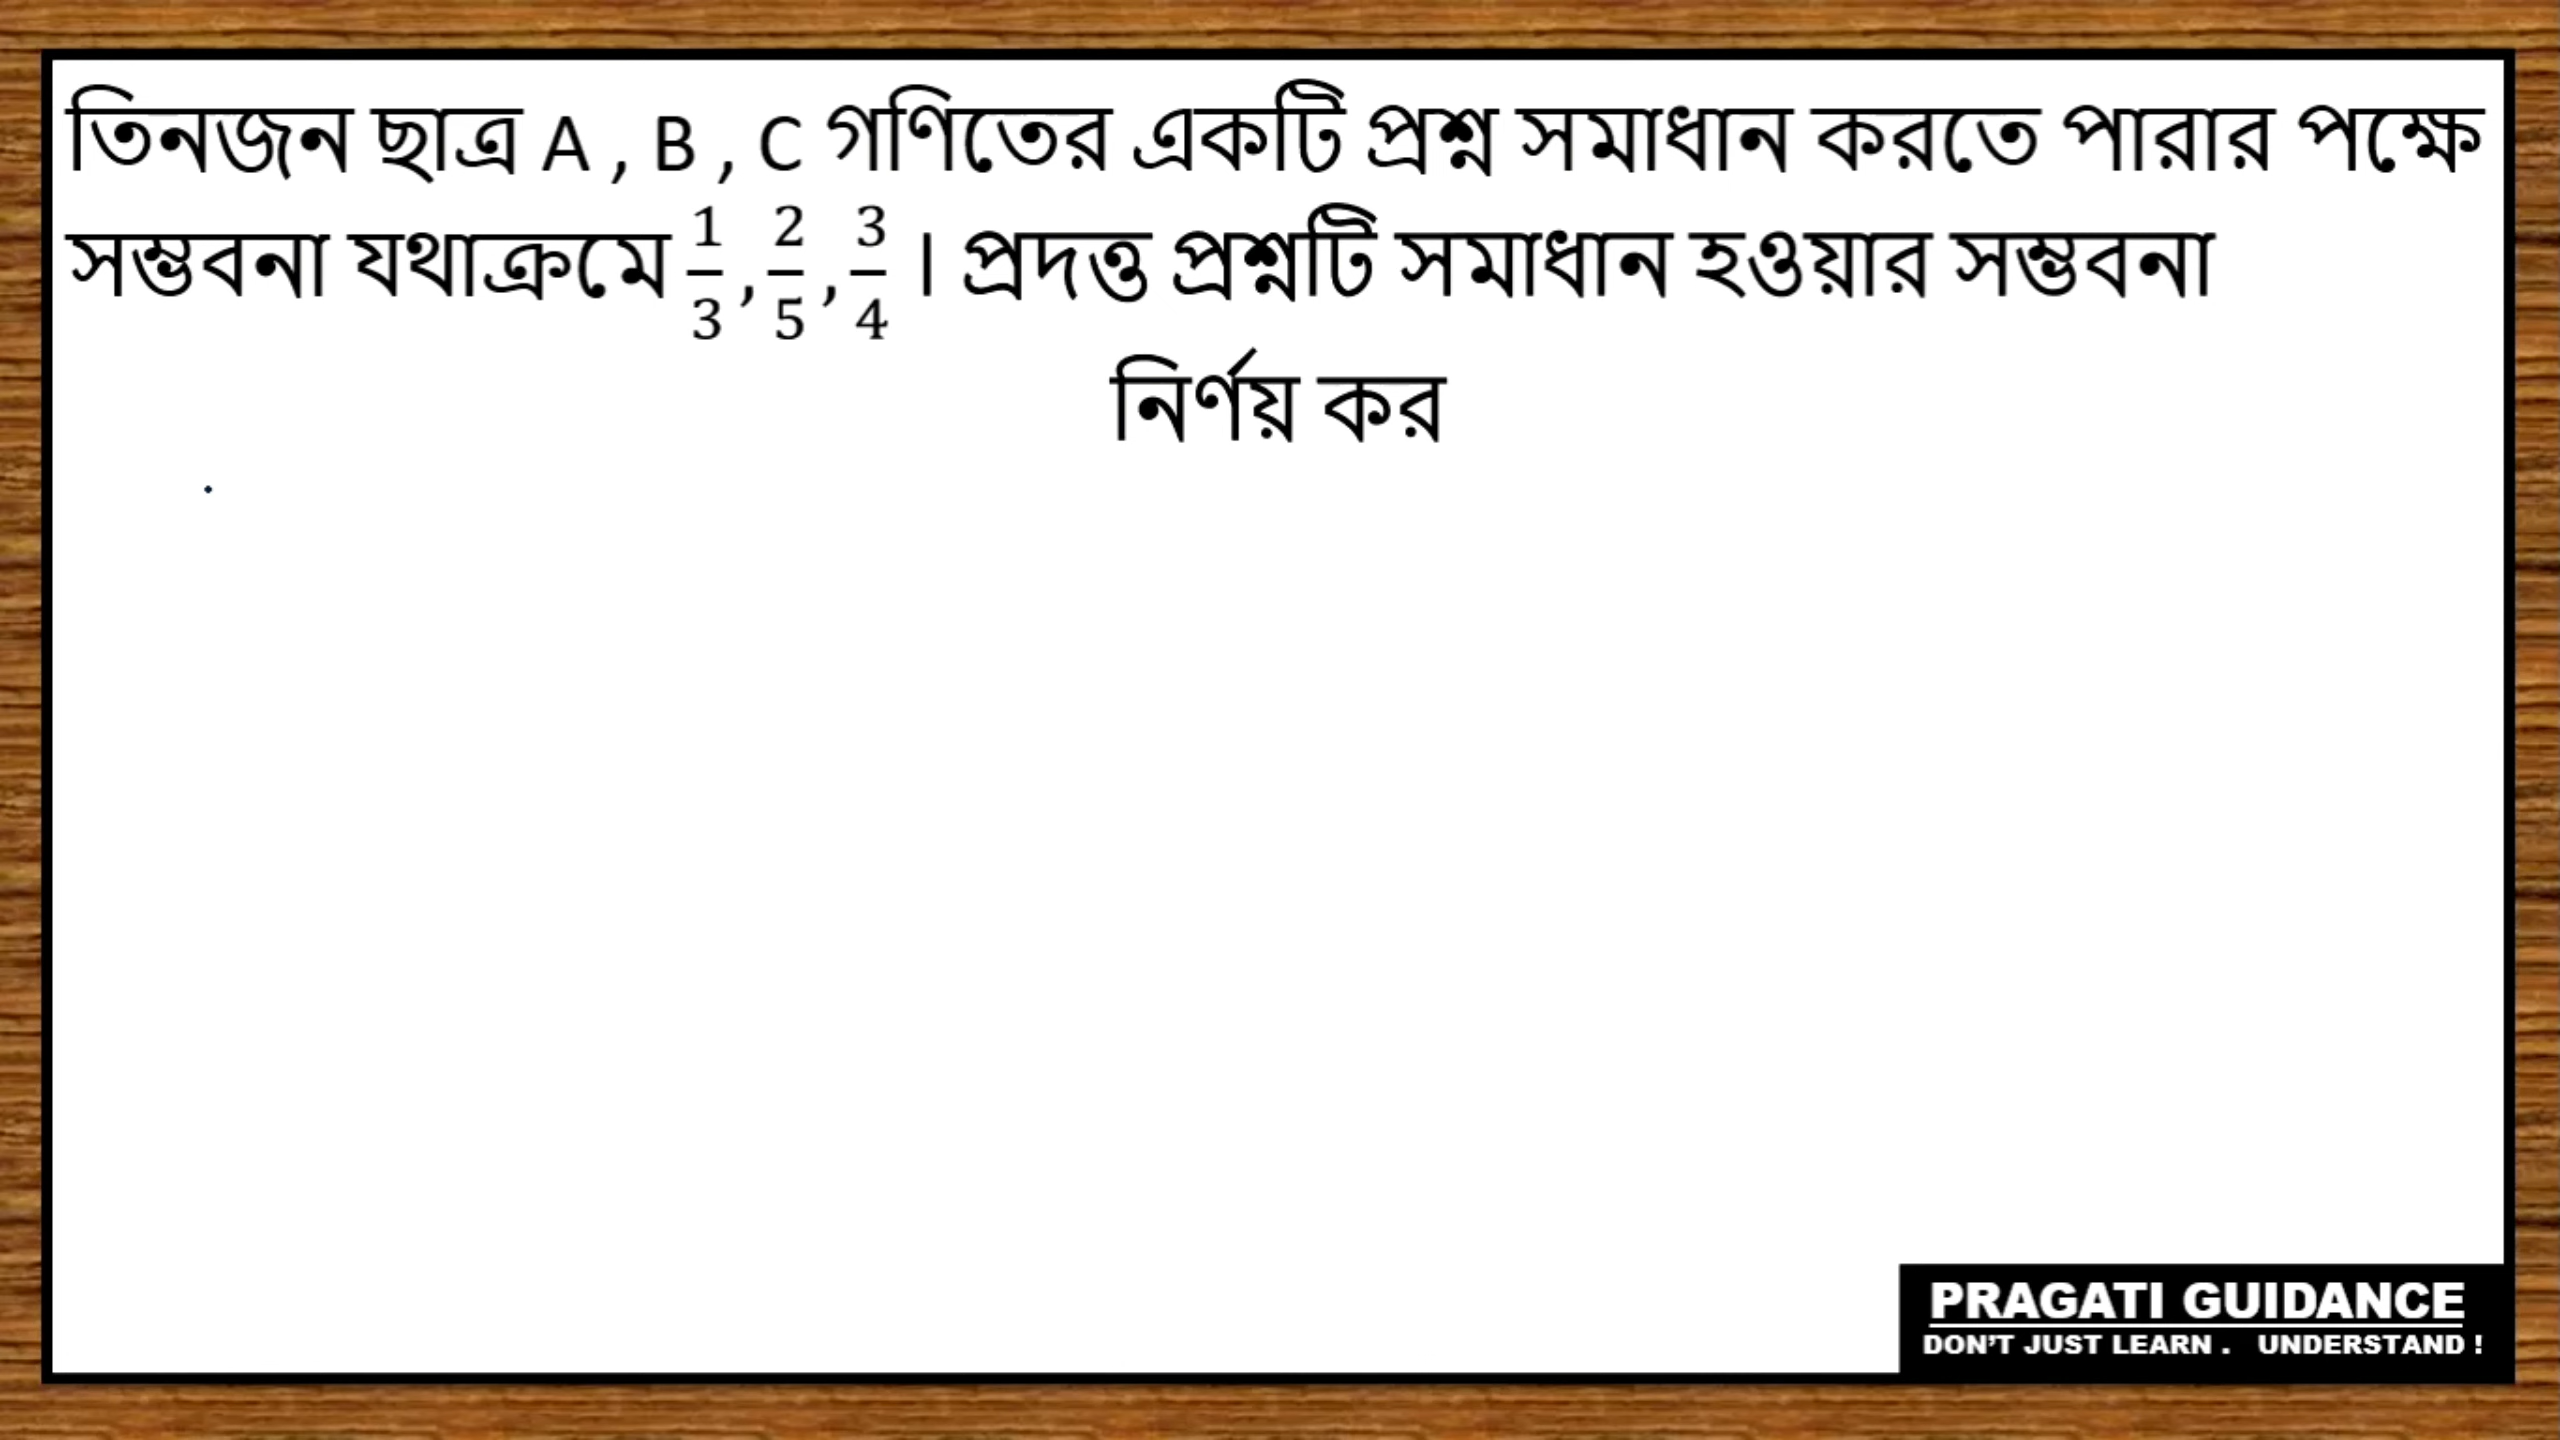 তিনজন ছাত্র A , B , C গণিতের একটি প্রশ্ন সমাধান করতে পারার পক্ষে
সম্ভবনা যথাক্রমে 1/3 , 2/5 , 3/4 । প্রদত্ত প্রশ্নটি সমাধান হওয়ার সম্ভবনা
নির্ণয় কর
PRAGATI GUIDANCE
DON'T JUST LEARN . UNDERSTAND !